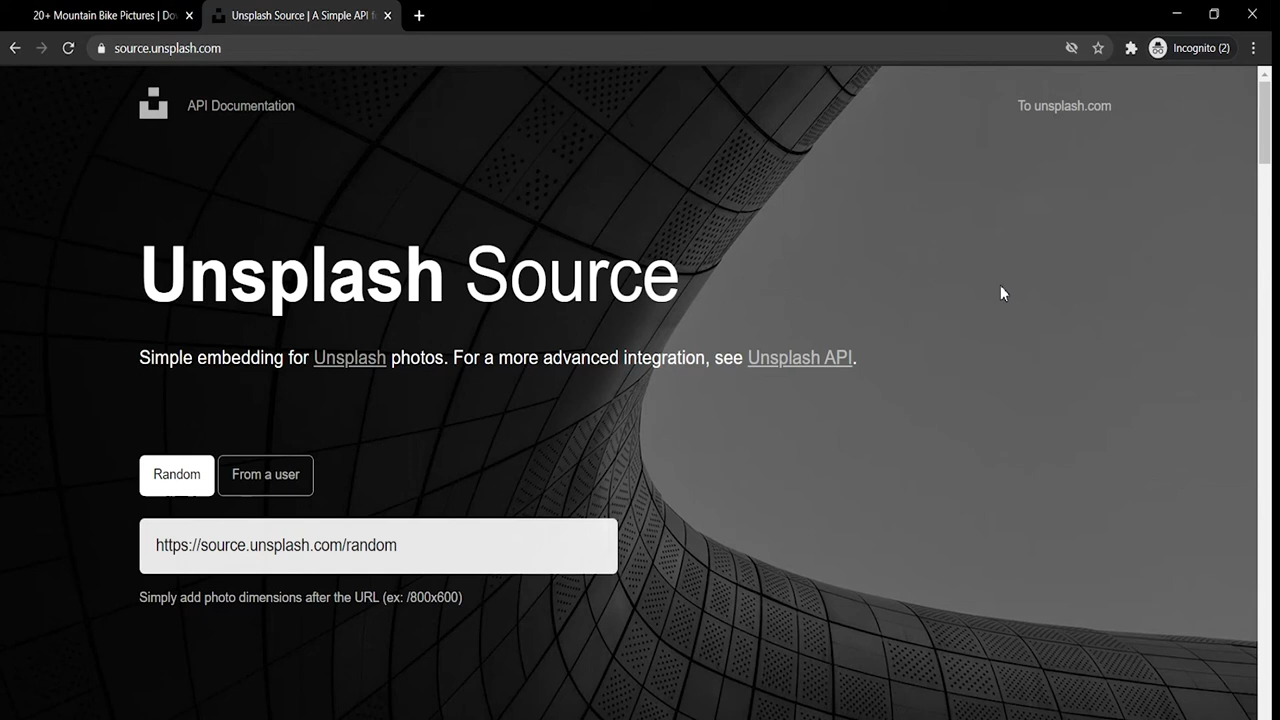 20+ Mountain Bike Pictures | Do
Unsplash Source | A Simple API f
source.unsplash.com
Incognito (2)
API Documentation
To unsplash.com
Unsplash Source
Simple embedding for Unsplash photos. For a more advanced integration, see Unsplash API.
Random
From a user
https://source.unsplash.com/random
Simply add photo dimensions after the URL (ex: /800x600)